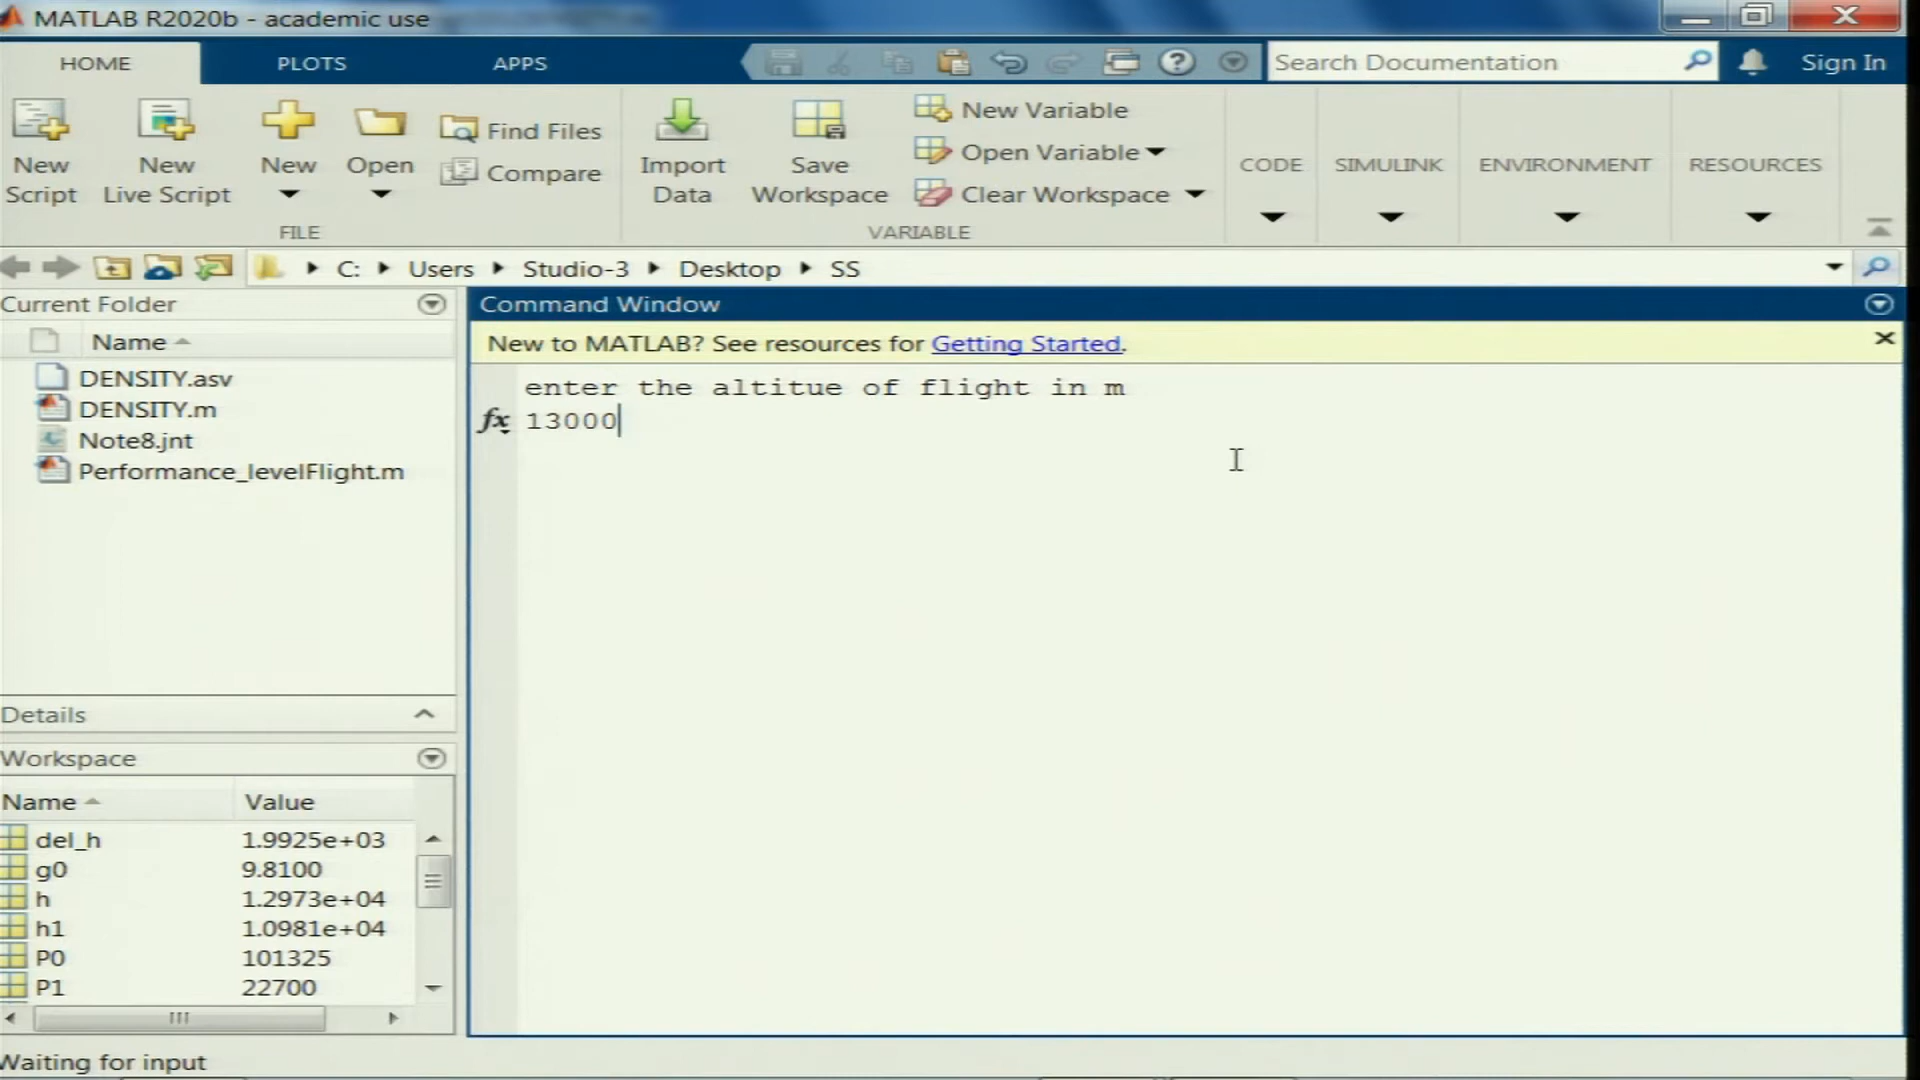 MATLAB R2020b - academic use
HOME PLOTS APPS
Search Documentation
Sign In
New Script
New Live Script
New
Open
Find Files
Compare
Import Data
Save Workspace
New Variable
Open Variable
Clear Workspace
CODE
SIMULINK
ENVIRONMENT
RESOURCES
FILE
VARIABLE
C: Users Studio-3 Desktop SS
Current Folder
Name
DENSITY.asv
DENSITY.m
Note8.jnt
Performance_levelFlight.m
Details
Workspace
Name Value
del_h 1.9925e+03
g0 9.8100
h 1.2973e+04
h1 1.0981e+04
P0 101325
P1 22700
Command Window
New to MATLAB? See resources for Getting Started.
enter the altitue of flight in m
fx 13000
Waiting for input